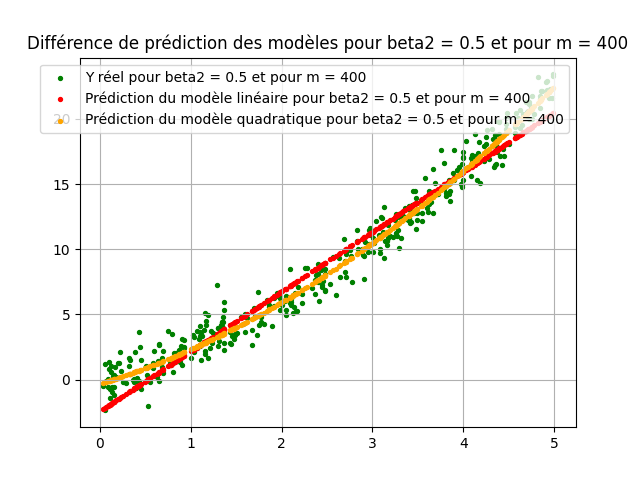 Différence de prédiction des modèles pour beta2 = 0.5 et pour m = 400
Y réel pour beta2 = 0.5 et pour m = 400
Prédiction du modèle linéaire pour beta2 = 0.5 et pour m = 400
Prédiction du modèle quadratique pour beta2 = 0.5 et pour m = 400
20
15
10
5
0
0 1 2 3 4 5